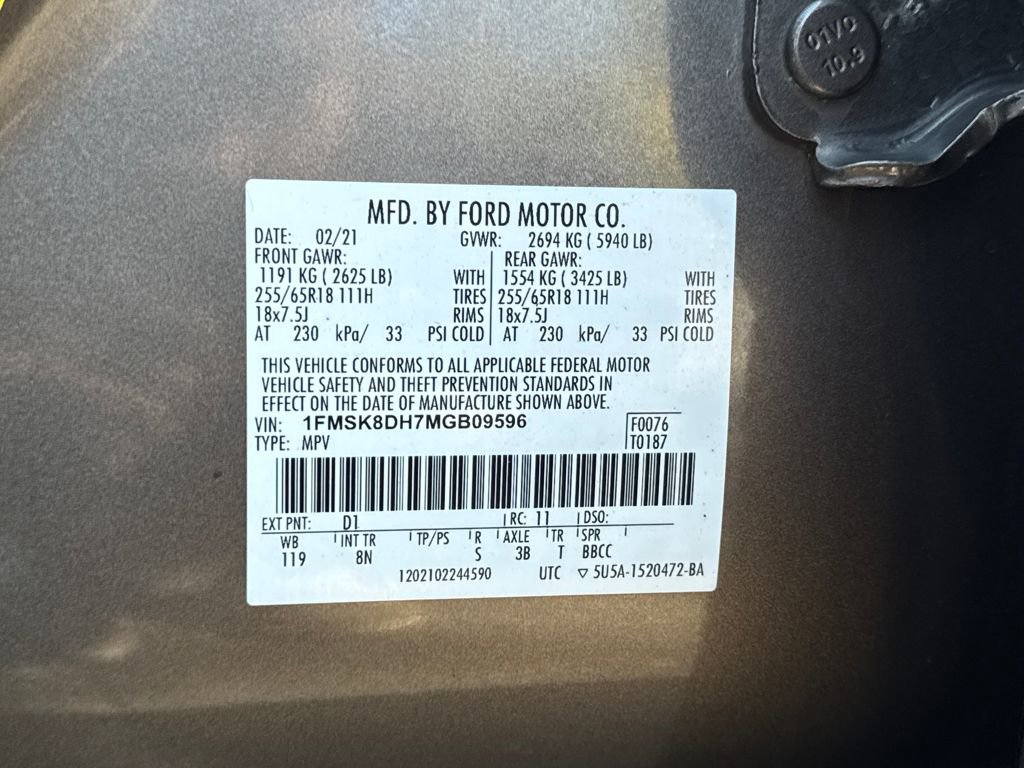 01V0
10.9
MFD. BY FORD MOTOR CO.
DATE: 02/21 GVWR: 2694 KG ( 5940 LB)
FRONT GAWR: REAR GAWR:
1191 KG ( 2625 LB) WITH 1554 KG ( 3425 LB) WITH
255/65R18 111H TIRES 255/65R18 111H TIRES
18x7.5J RIMS 18x7.5J RIMS
AT 230 kPa/ 33 PSI COLD AT 230 kPa/ 33 PSI COLD
THIS VEHICLE CONFORMS TO ALL APPLICABLE FEDERAL MOTOR
VEHICLE SAFETY AND THEFT PREVENTION STANDARDS IN
EFFECT ON THE DATE OF MANUFACTURE SHOWN ABOVE.
VIN: 1FMSK8DH7MGB09596 F0076
TYPE: MPV T0187
EXT PNT: D1 RC: 11 DSO:
WB INT TR TP/PS R AXLE TR SPR
119 8N S 3B T BBCC
1202102244590 UTC ▽ 5U5A-1520472-BA